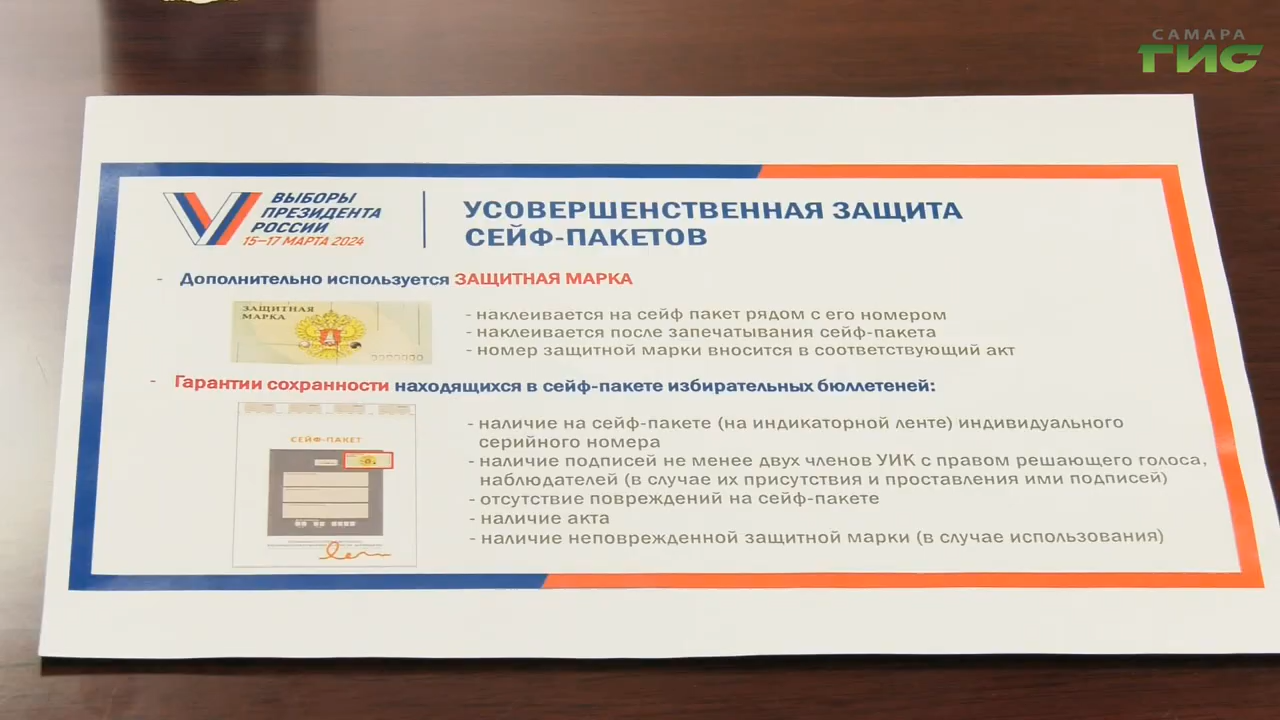 САМАРА
ГИС
ВЫБОРЫ
ПРЕЗИДЕНТА
РОССИИ
15–17 МАРТА 2024
УСОВЕРШЕНСТВЕННАЯ ЗАЩИТА
СЕЙФ-ПАКЕТОВ
- Дополнительно используется ЗАЩИТНАЯ МАРКА
ЗАЩИТНАЯ
МАРКА
- наклеивается на сейф пакет рядом с его номером
- наклеивается после запечатывания сейф-пакета
- номер защитной марки вносится в соответствующий акт
- Гарантии сохранности находящихся в сейф-пакете избирательных бюллетеней:
СЕЙФ-ПАКЕТ
- наличие на сейф-пакете (на индикаторной ленте) индивидуального
серийного номера
- наличие подписей не менее двух членов УИК с правом решающего голоса,
наблюдателей (в случае их присутствия и проставления ими подписей)
- отсутствие повреждений на сейф-пакете
- наличие акта
- наличие неповрежденной защитной марки (в случае использования)